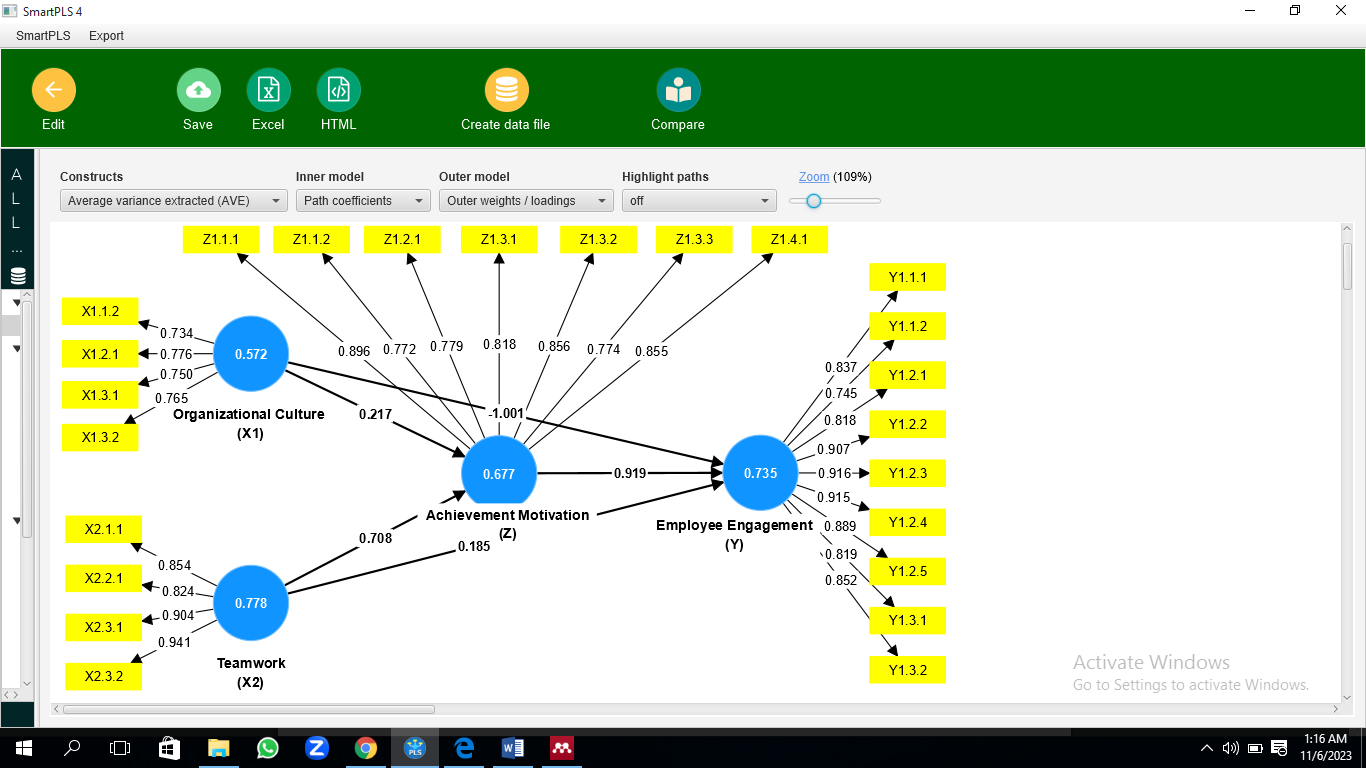 SmartPLS 4
SmartPLS Export
Edit Save Excel HTML Create data file Compare
A
L
L
...
Constructs Inner model Outer model Highlight paths Zoom (109%)
Average variance extracted (AVE) Path coefficients Outer weights / loadings off
Z1.1.1 Z1.1.2 Z1.2.1 Z1.3.1 Z1.3.2 Z1.3.3 Z1.4.1
0.896 0.772 0.779 0.818 0.856 0.774 0.855
X1.1.2
X1.2.1
X1.3.1
X1.3.2
0.734
0.776
0.750
0.765
0.572
Organizational Culture
(X1)
0.217
-1.001
0.677
Achievement Motivation
(Z)
0.919
0.708
0.185
X2.1.1
X2.2.1
X2.3.1
X2.3.2
0.854
0.824
0.904
0.941
0.778
Teamwork
(X2)
0.735
Employee Engagement
(Y)
0.837
0.745
0.818
0.907
0.916
0.915
0.889
0.819
0.852
Y1.1.1
Y1.1.2
Y1.2.1
Y1.2.2
Y1.2.3
Y1.2.4
Y1.2.5
Y1.3.1
Y1.3.2
Activate Windows
Go to Settings to activate Windows.
PLS
1:16 AM
11/6/2023